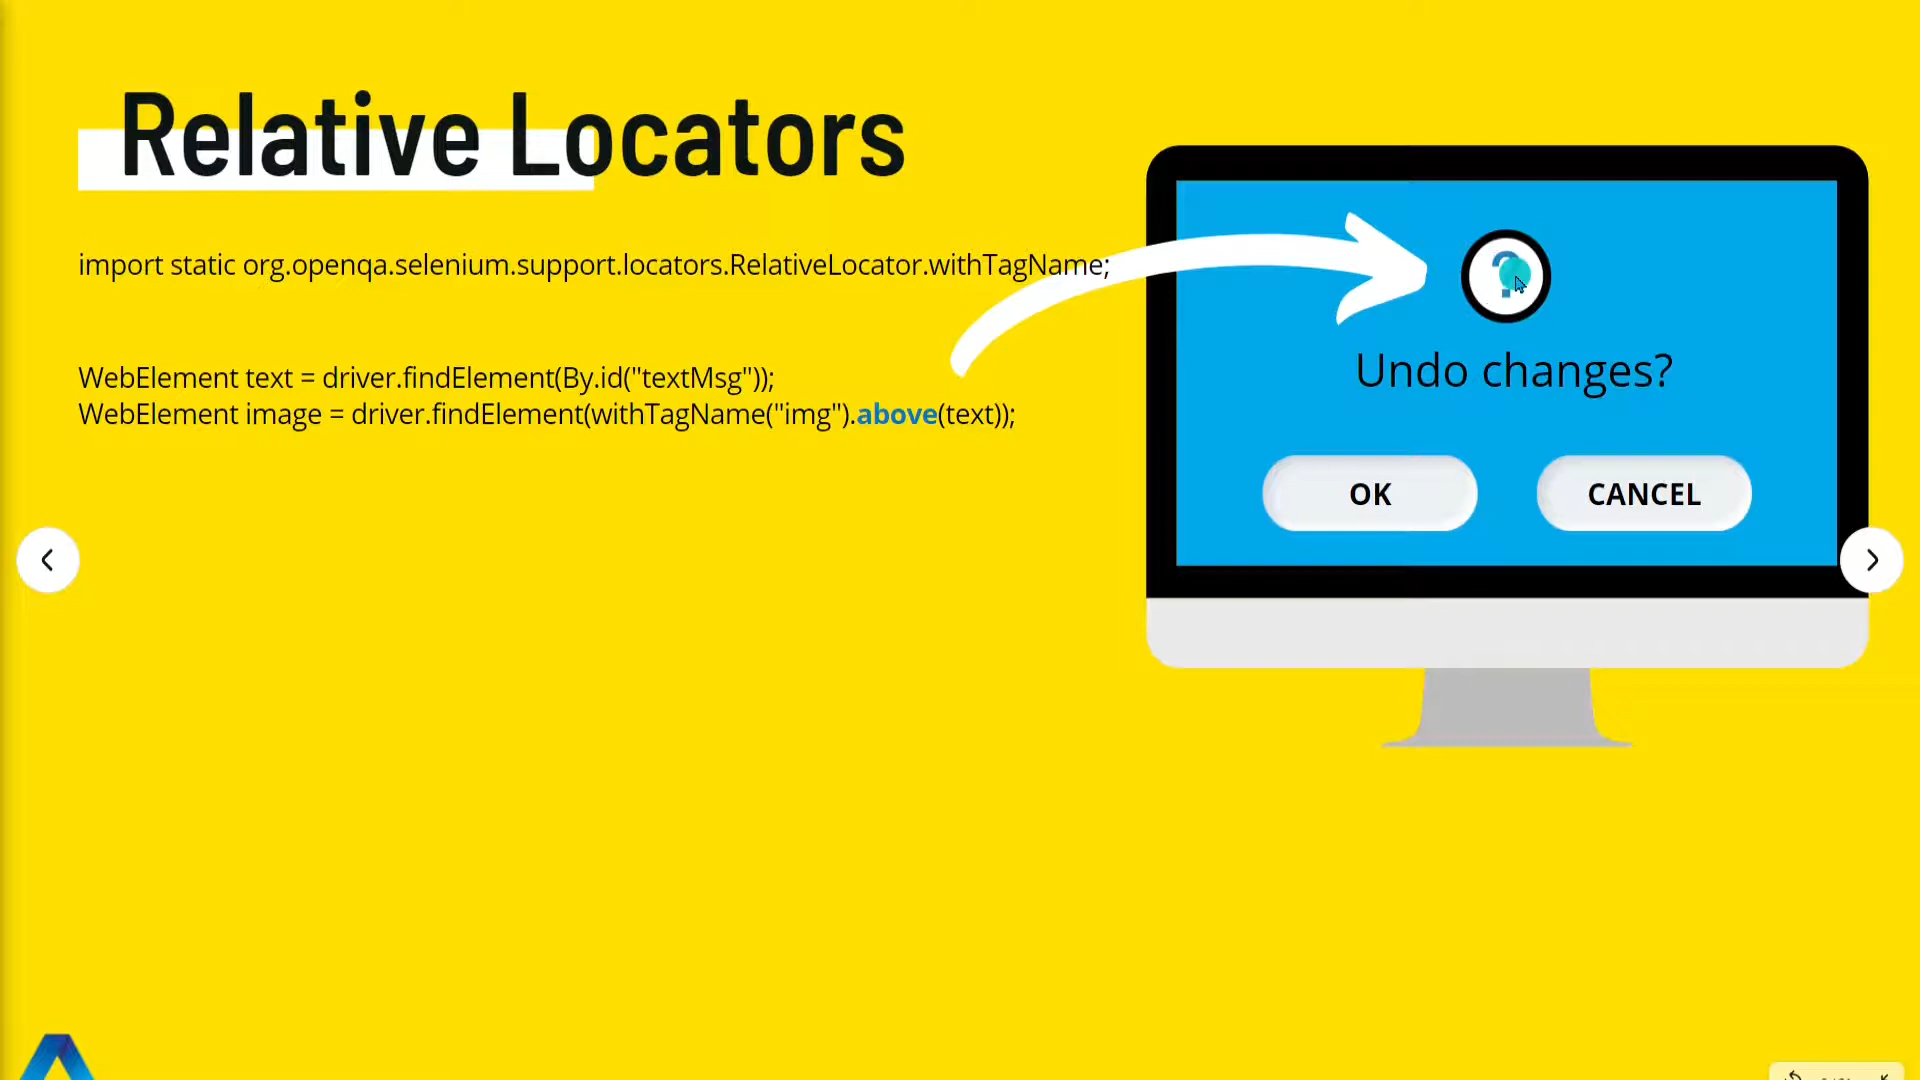 Relative Locators
import static org.openqa.selenium.support.locators.RelativeLocator.withTagName;
WebElement text = driver.findElement(By.id("textMsg"));
WebElement image = driver.findElement(withTagName("img").above(text));
?
Undo changes?
OK
CANCEL